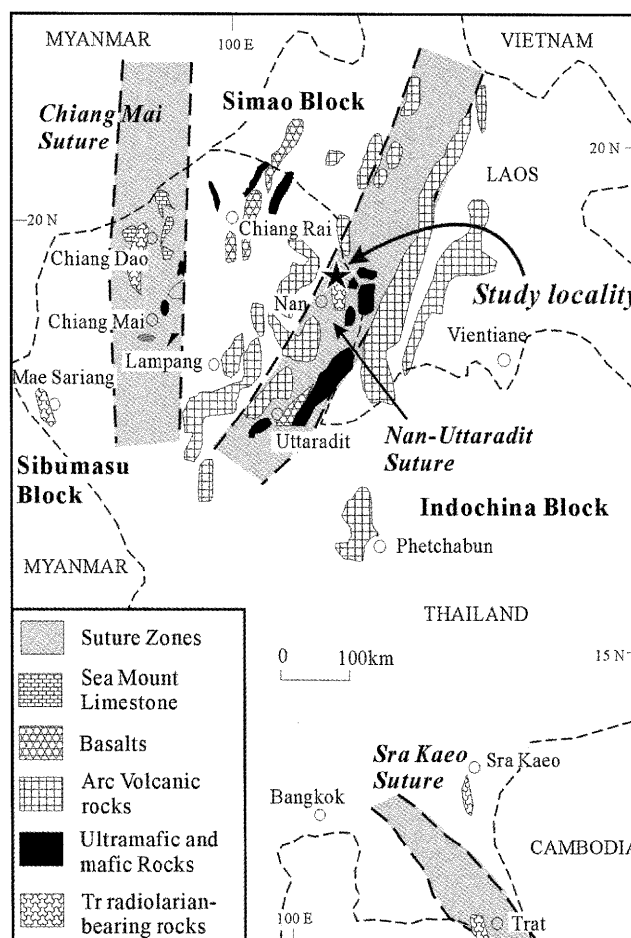 MYANMAR
100 E
VIETNAM
Chiang Mai
Suture
Simao Block
20 N
LAOS
20 N
Chiang Rai
Chiang Dao
Nan
Study locality
Chiang Mai
Vientiane
Lampang
Mae Sariang
Uttaradit
Nan-Uttaradit
Suture
Sibumasu
Block
Indochina Block
Phetchabun
MYANMAR
THAILAND
Suture Zones
Sea Mount
Limestone
Basalts
Arc Volcanic
rocks
Ultramafic and
mafic Rocks
Tr radiolarian-
bearing rocks
0 100km
15 N
Sra Kaeo
Suture
Sra Kaeo
Bangkok
CAMBODIA
100 E
Trat